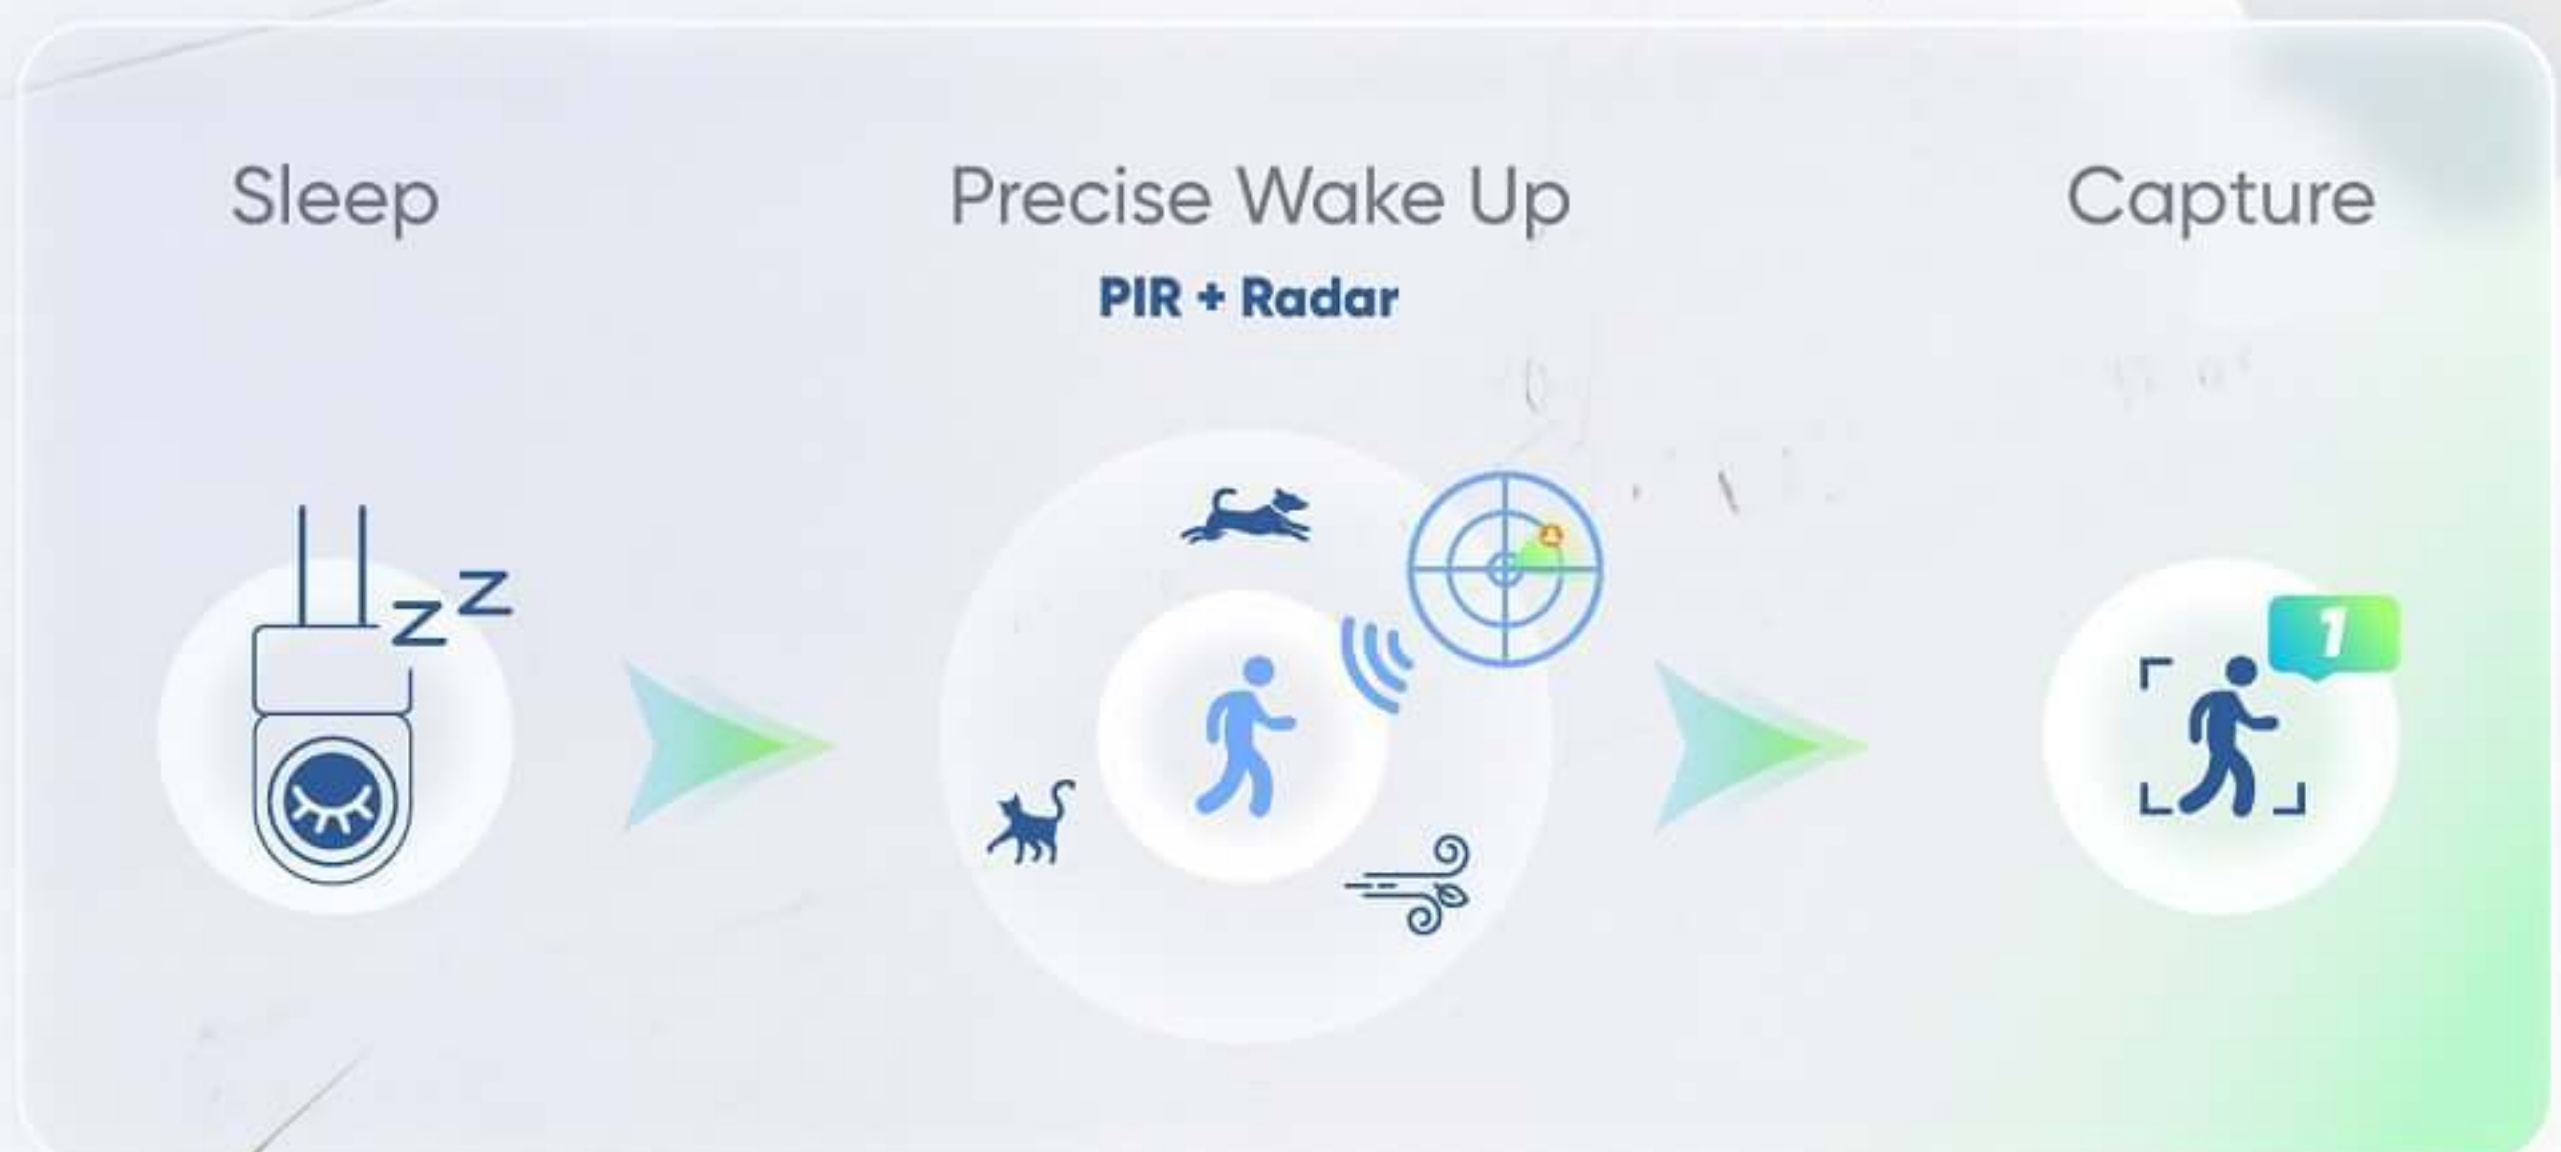 Sleep
Precise Wake Up
Capture
PIR + Radar
z z
1